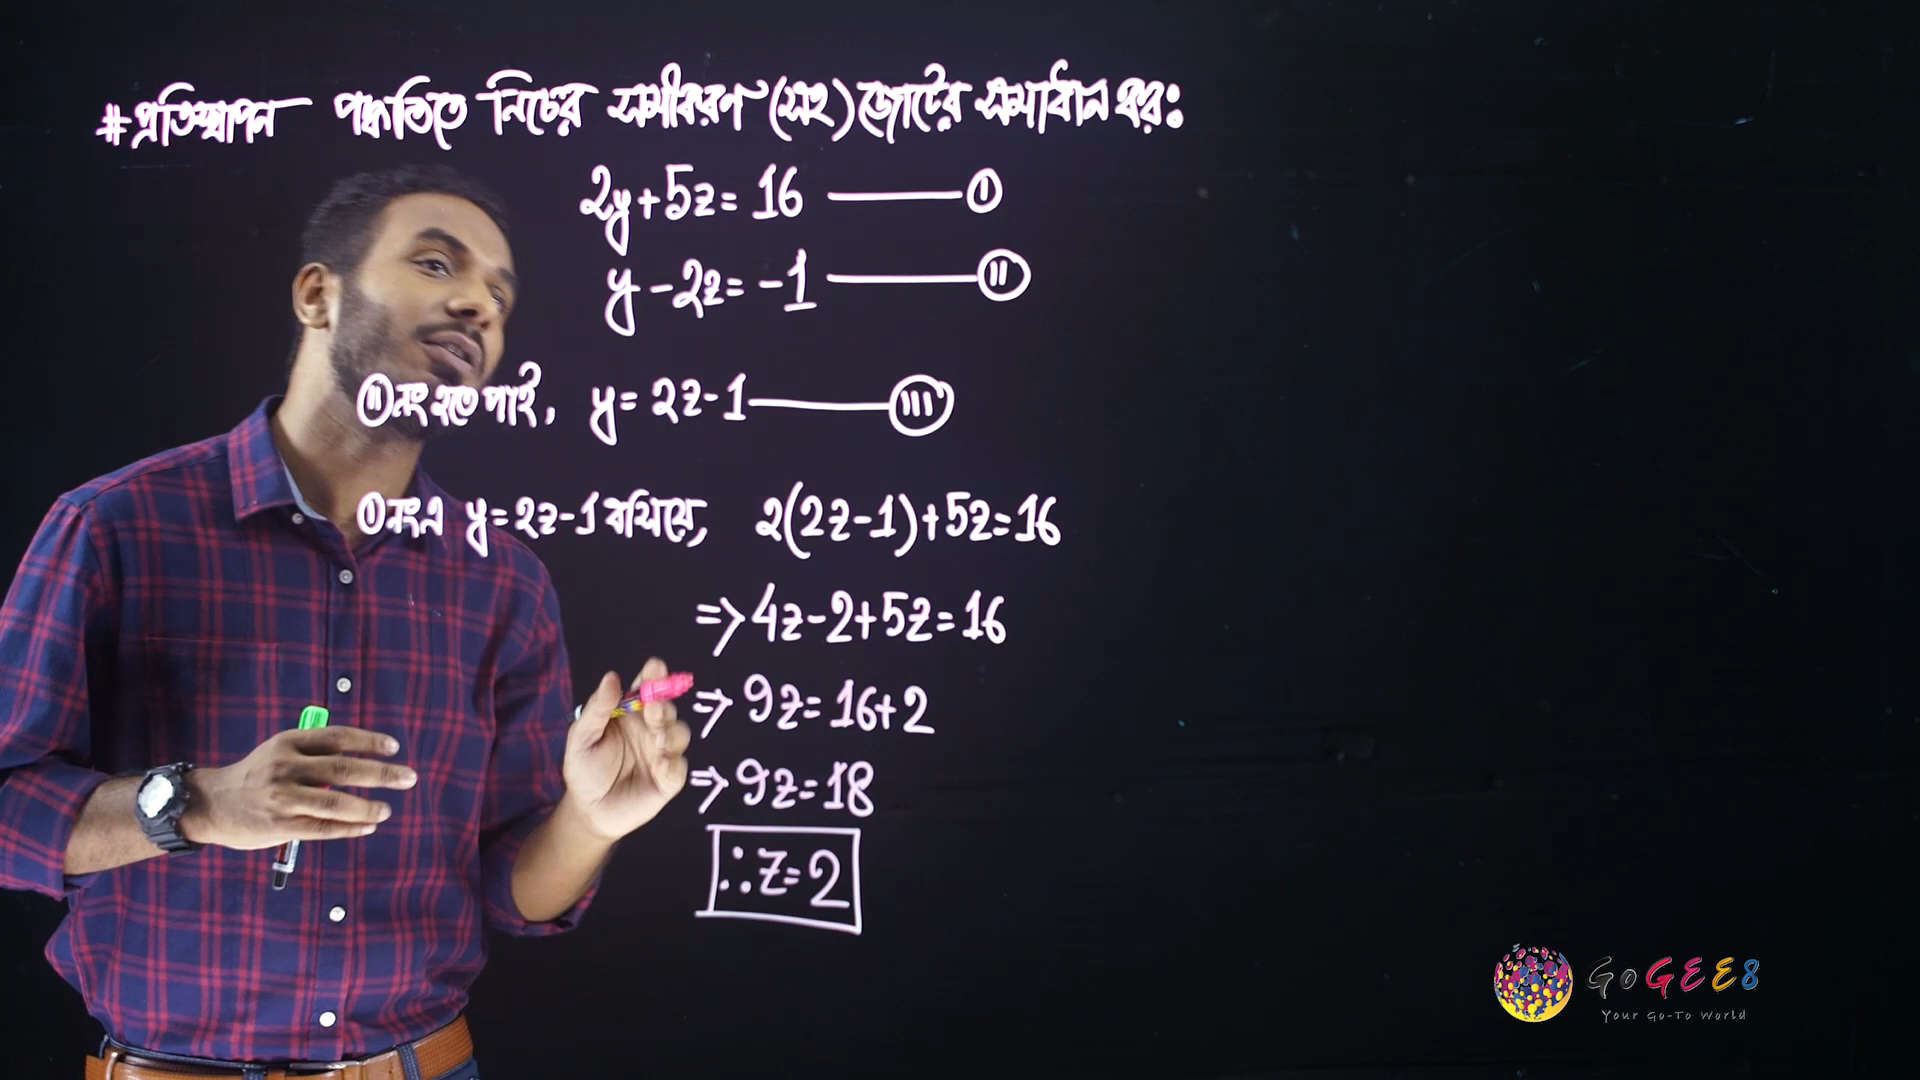 # প্রতিস্থাপন পদ্ধতিতে নিচের সমীকরণ (সহ) জোটের সমাধান কর:
2y+5z= 16 —— (I)
y -2z= -1 —— (II)
(II) নং হতে পাই, y= 2z-1 —— (III)
(I) নংএ y=2z-1 বসিয়ে, 2(2z-1)+5z=16
=> 4z-2+5z=16
=> 9z= 16+2
=> 9z=18
∴ z= 2
GoGEE8
Your Go-To World